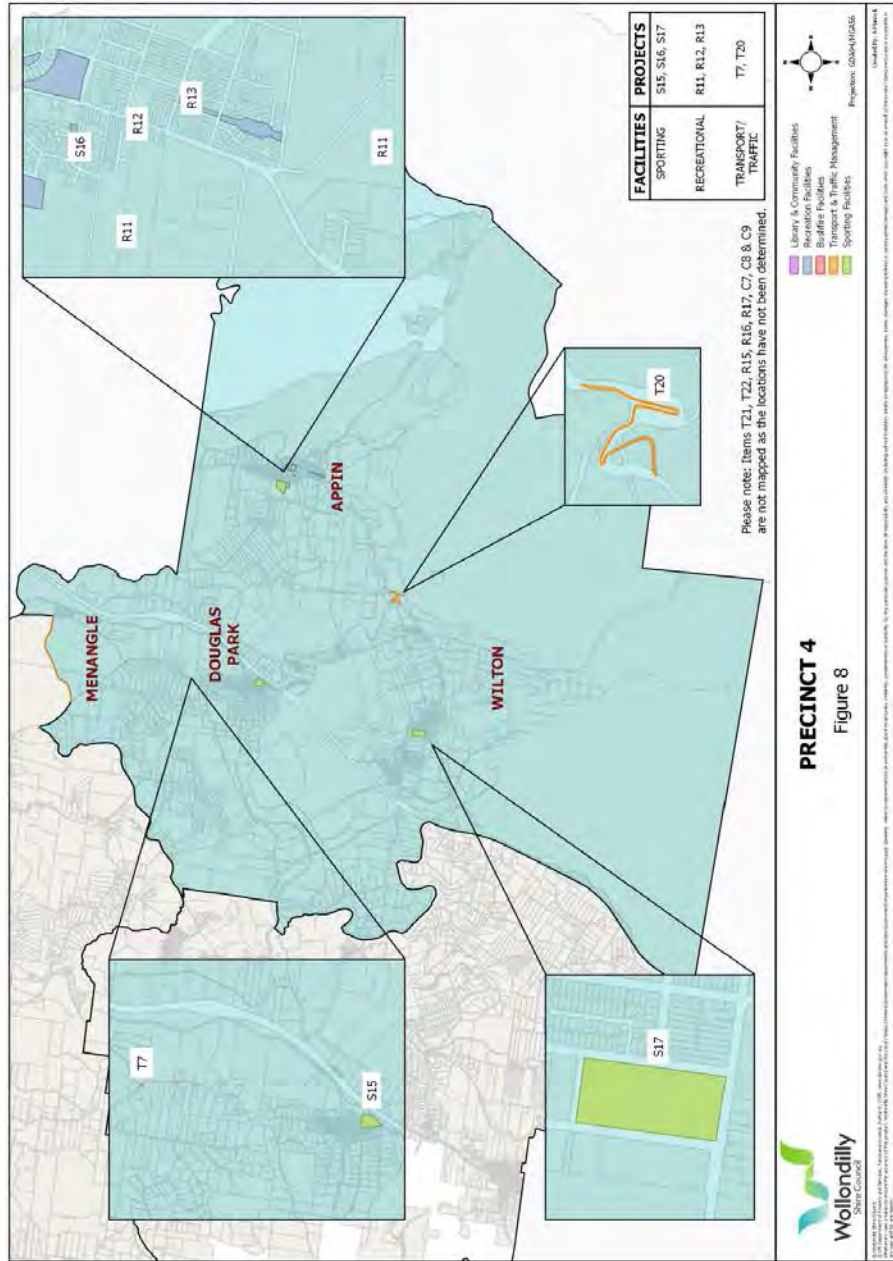 MENANGLE
DOUGLAS
PARK
APPIN
WILTON
T7
S15
S17
T20
S16
R12
R13
R11
R11
FACILITIES PROJECTS
SPORTING S15, S16, S17
RECREATIONAL R11, R12, R13
TRANSPORT/
TRAFFIC T7, T20
Please note: Items T21, T22, R15, R16, R17, C7, C8 & C9
are not mapped as the locations have not been determined.
Wollondilly
Shire Council
PRECINCT 4
Figure 8
Library & Community Facilities
Recreation Facilities
Bushfire Facilities
Transport & Traffic Management
Sporting Facilities
N
E
S
W
Projection: GDA94/MGA56